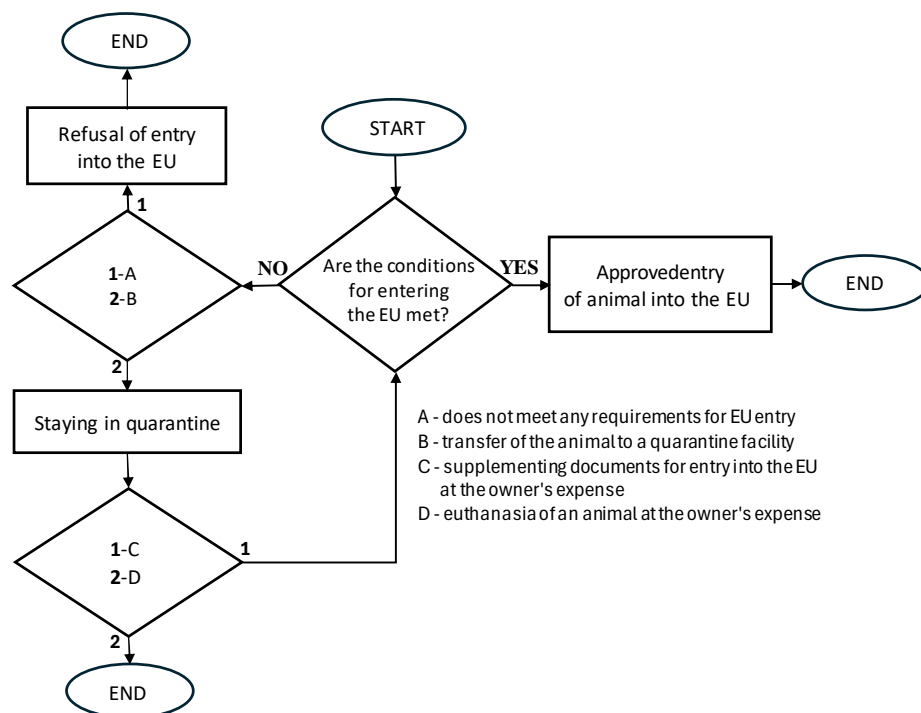 END
Refusal of entry
into the EU
START
1
1-A
2-B
NO
Are the conditions
for entering
the EU met?
YES
Approvedentry
of animal into the EU
END
2
Staying in quarantine
A - does not meet any requirements for EU entry
B - transfer of the animal to a quarantine facility
C - supplementing documents for entry into the EU
at the owner's expense
D - euthanasia of an animal at the owner's expense
1-C
2-D
1
2
END